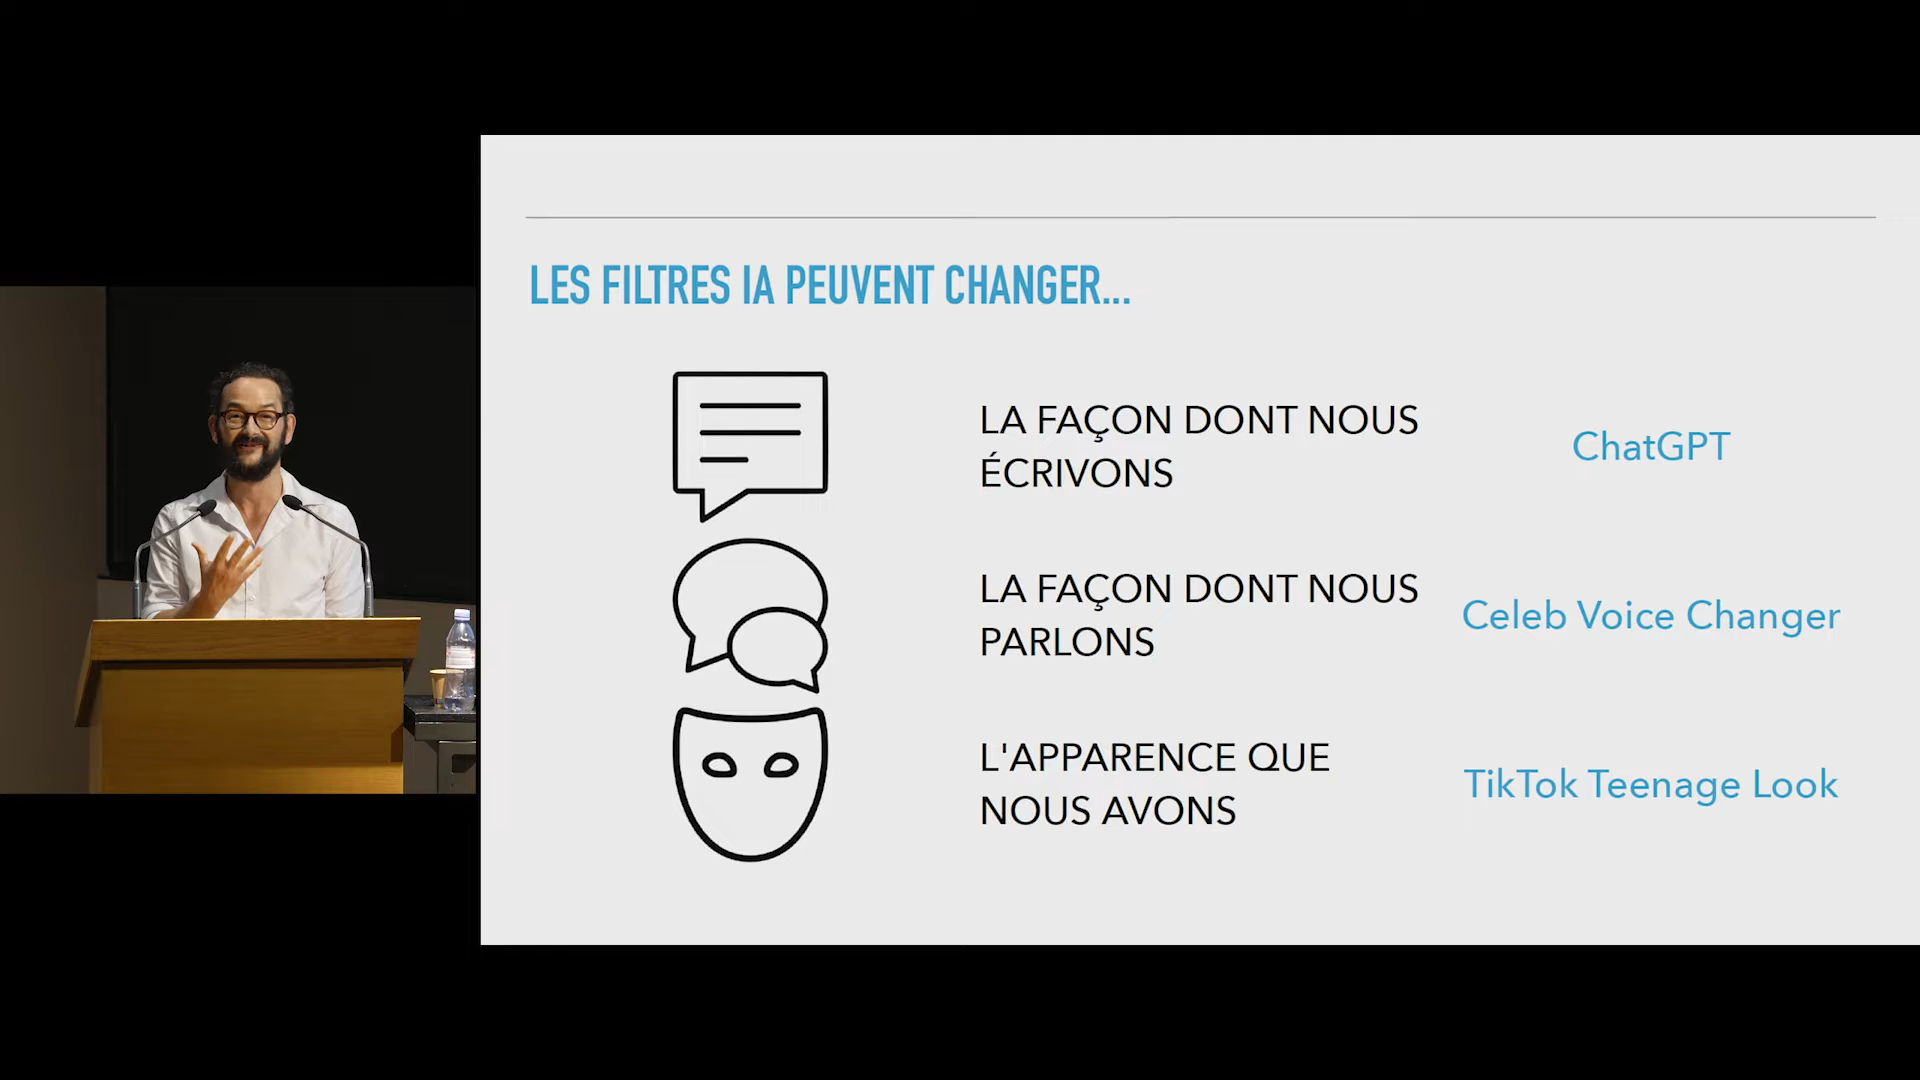 LES FILTRES IA PEUVENT CHANGER...
LA FAÇON DONT NOUS
ÉCRIVONS
ChatGPT
LA FAÇON DONT NOUS
PARLONS
Celeb Voice Changer
L'APPARENCE QUE
NOUS AVONS
TikTok Teenage Look